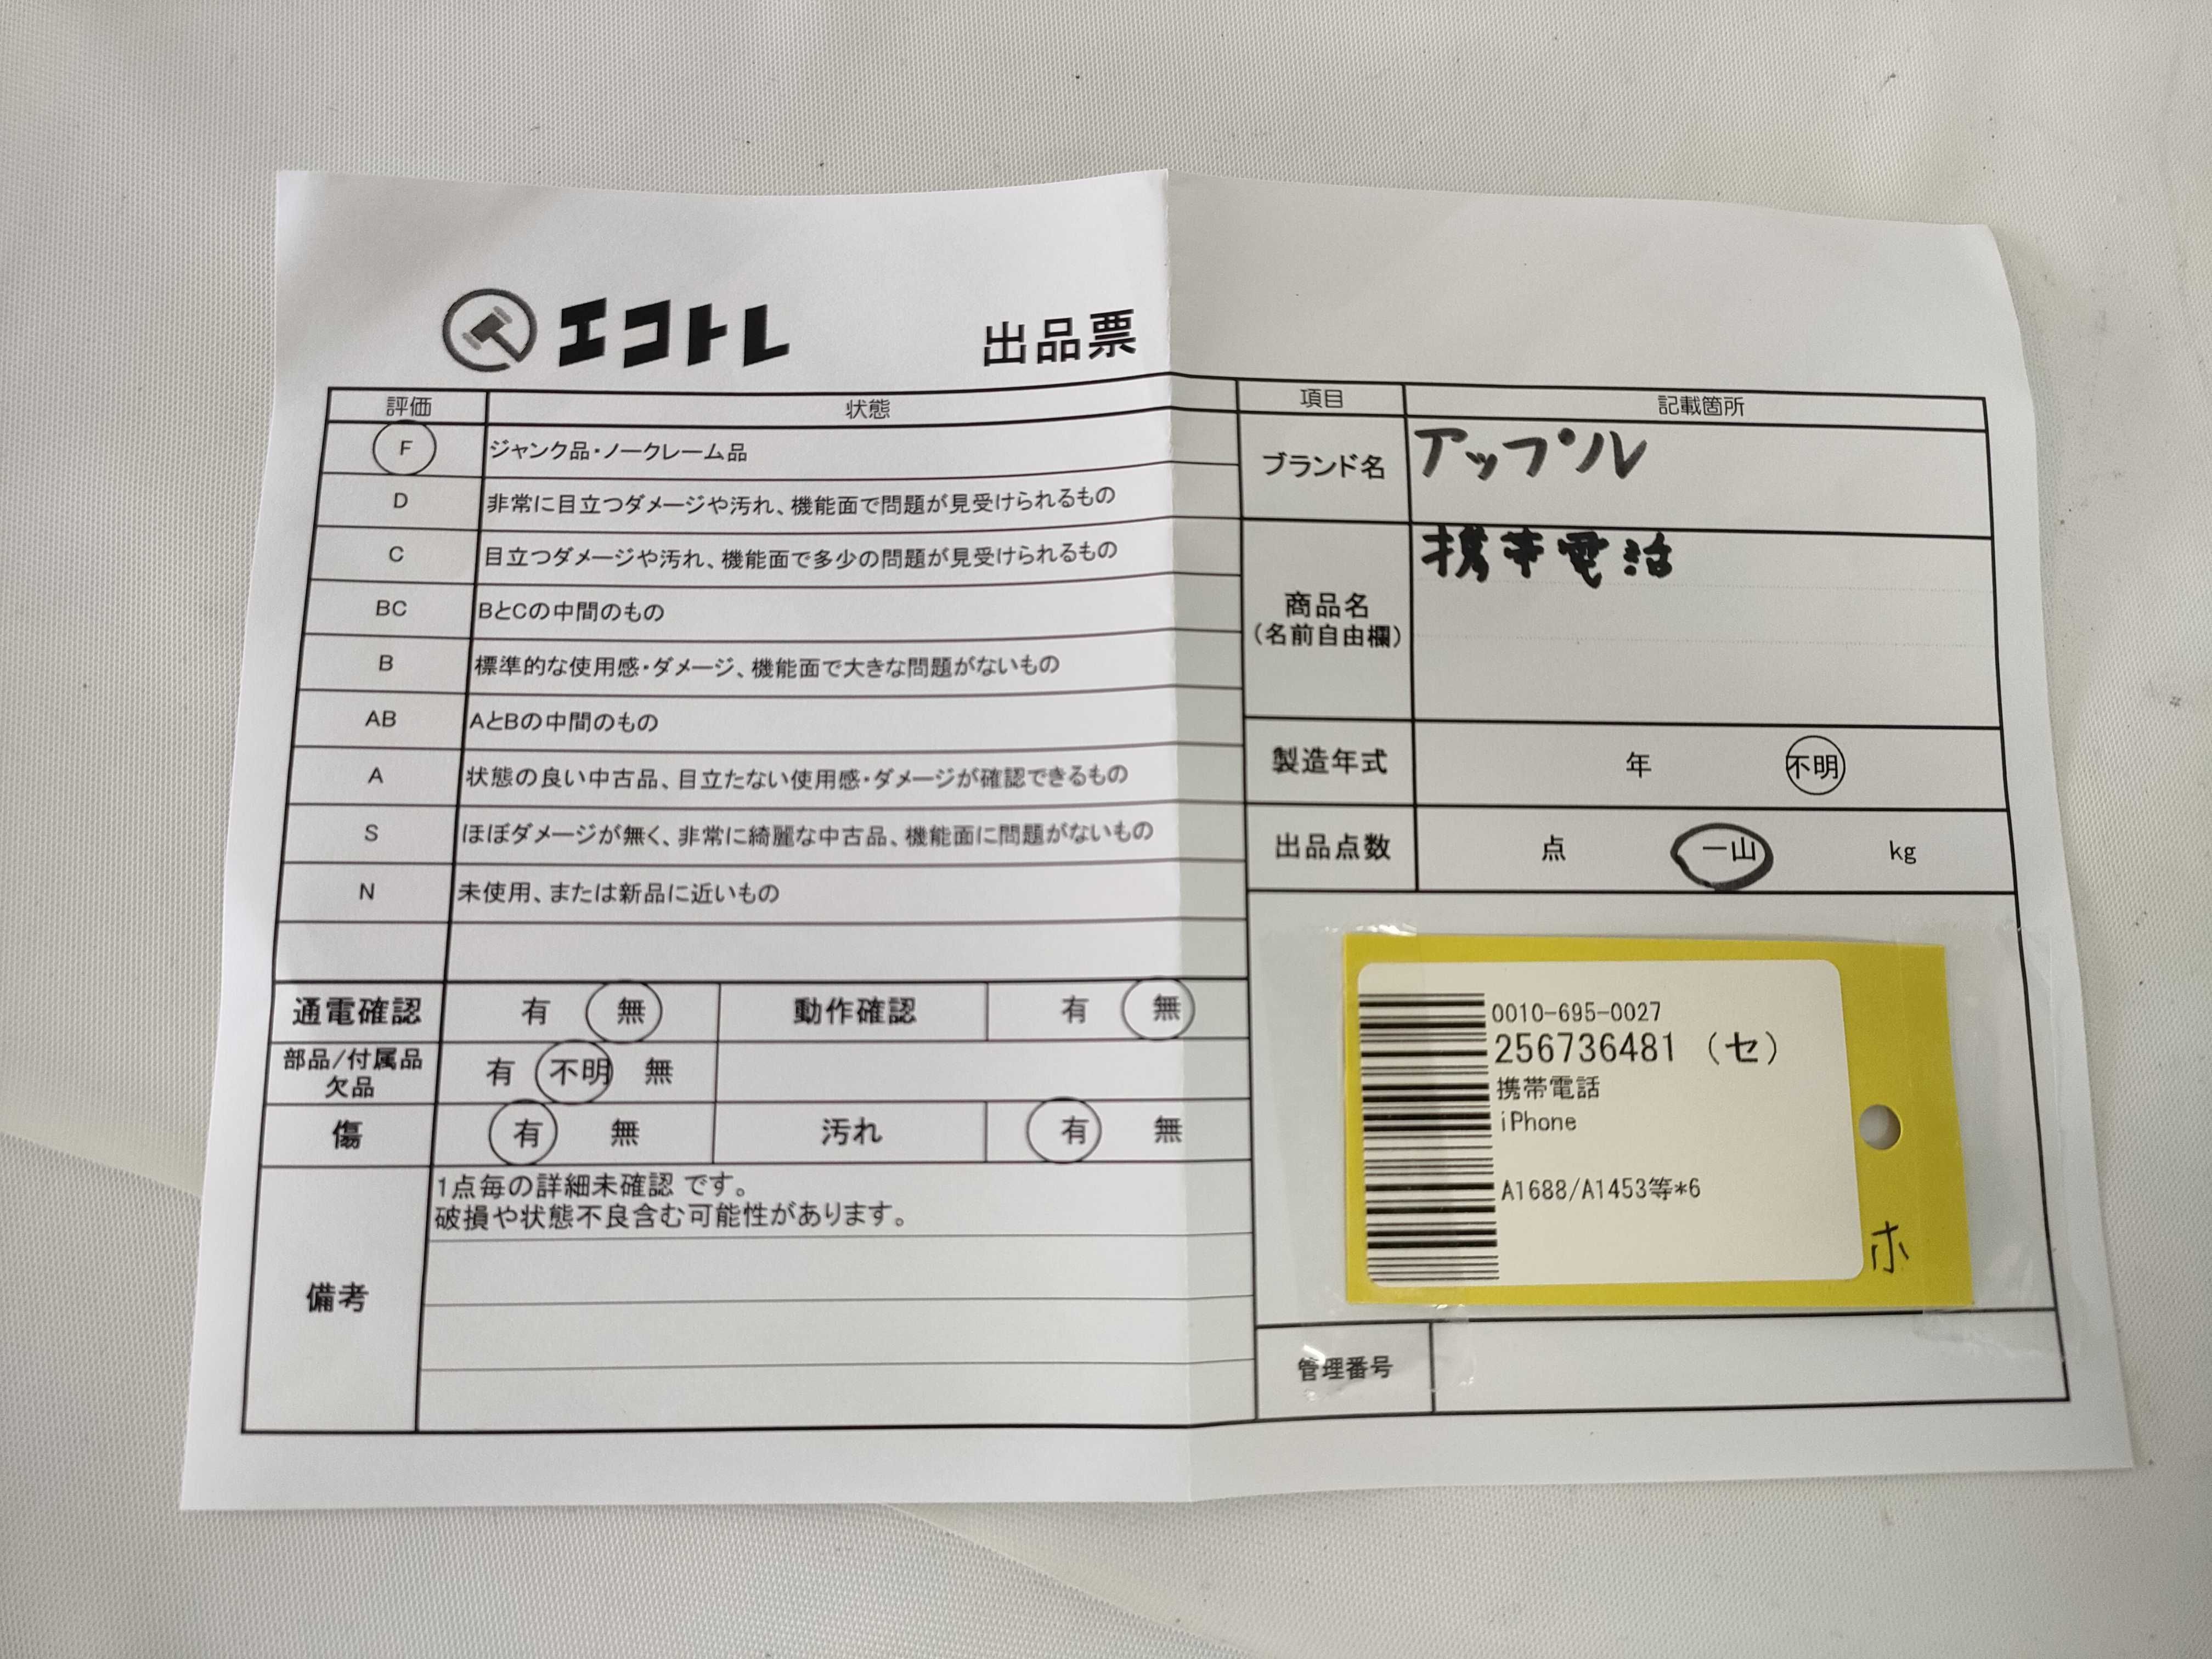 エコトレ 出品票
評価 状態
F ジャンク品・ノークレーム品
D 非常に目立つダメージや汚れ、機能面で問題が見受けられるもの
C 目立つダメージや汚れ、機能面で多少の問題が見受けられるもの
BC BとCの中間のもの
B 標準的な使用感・ダメージ、機能面で大きな問題がないもの
AB AとBの中間のもの
A 状態の良い中古品、目立たない使用感・ダメージが確認できるもの
S ほぼダメージが無く、非常に綺麗な中古品、機能面に問題がないもの
N 未使用、または新品に近いもの
通電確認 有 無 動作確認 有 無
部品/付属品
欠品 有 不明 無
傷 有 無 汚れ 有 無
備考
1点毎の詳細未確認 です。
破損や状態不良含む可能性があります。
項目 記載箇所
ブランド名 アップル
商品名
(名前自由欄)
携帯電話
製造年式 年 不明
出品点数 点 一山 kg
0010-695-0027
256736481 (セ)
携帯電話
iPhone
A1688/A1453等*6
ホ
管理番号